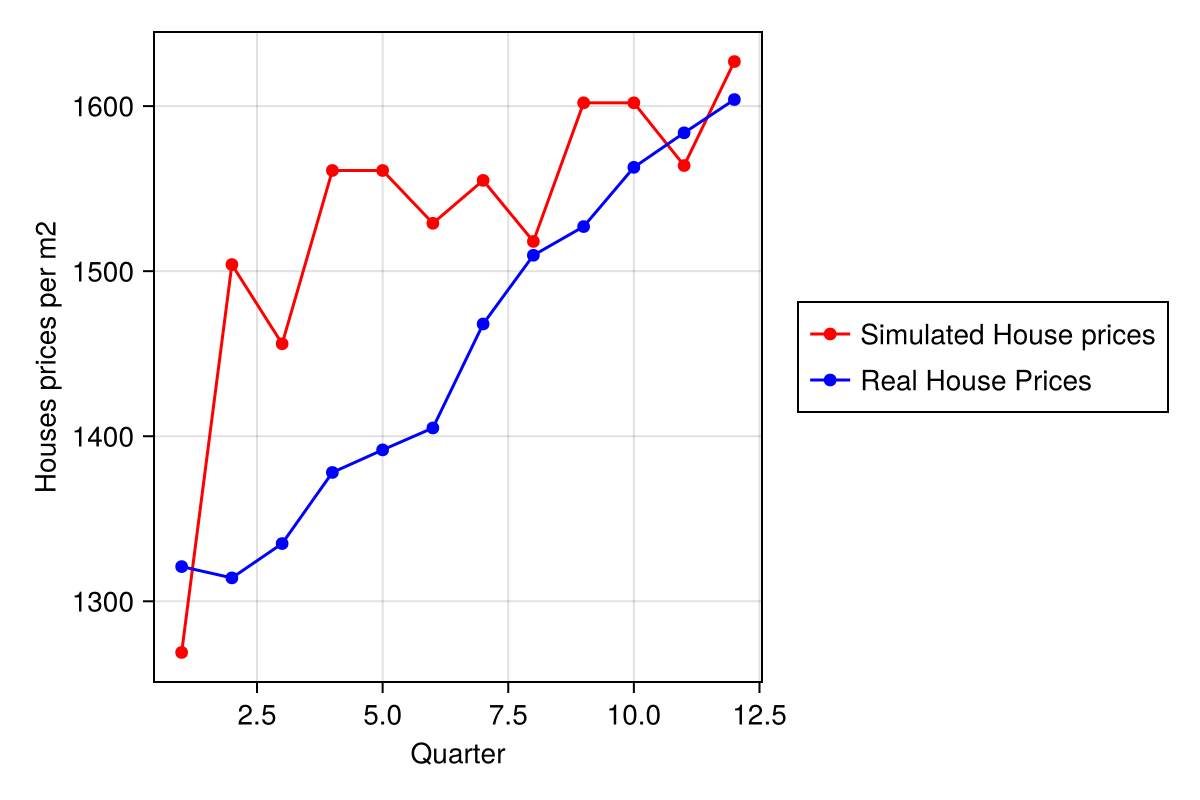 1600
1500
1400
1300
Houses prices per m2
2.5 5.0 7.5 10.0 12.5
Quarter
Simulated House prices
Real House Prices